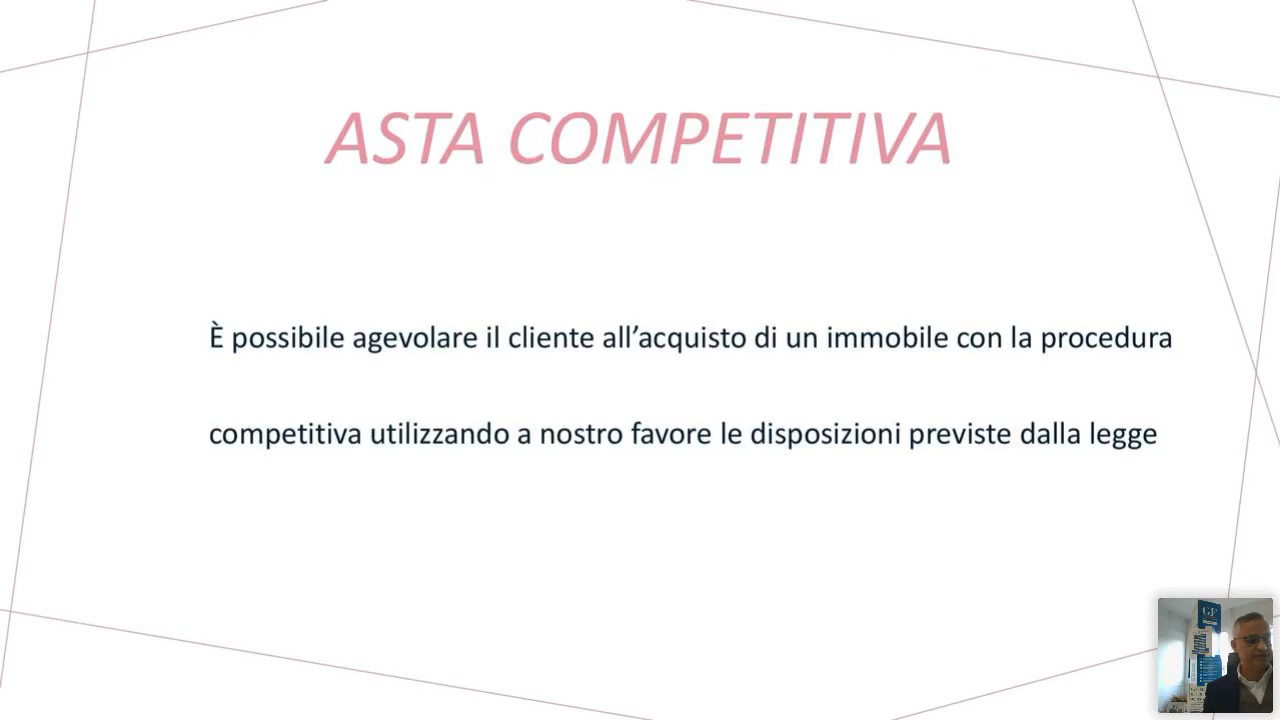 ASTA COMPETITIVA
È possibile agevolare il cliente all’acquisto di un immobile con la procedura
competitiva utilizzando a nostro favore le disposizioni previste dalla legge
GF